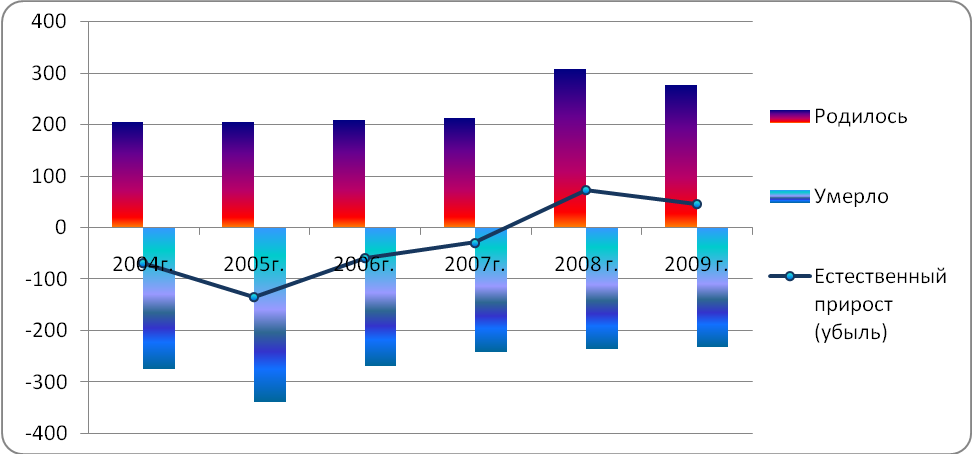 400
300
200
100
0
-100
-200
-300
-400
2004г.
2005г.
2006г.
2007г.
2008 г.
2009 г.
Родилось
Умерло
Естественный
прирост
(убыль)